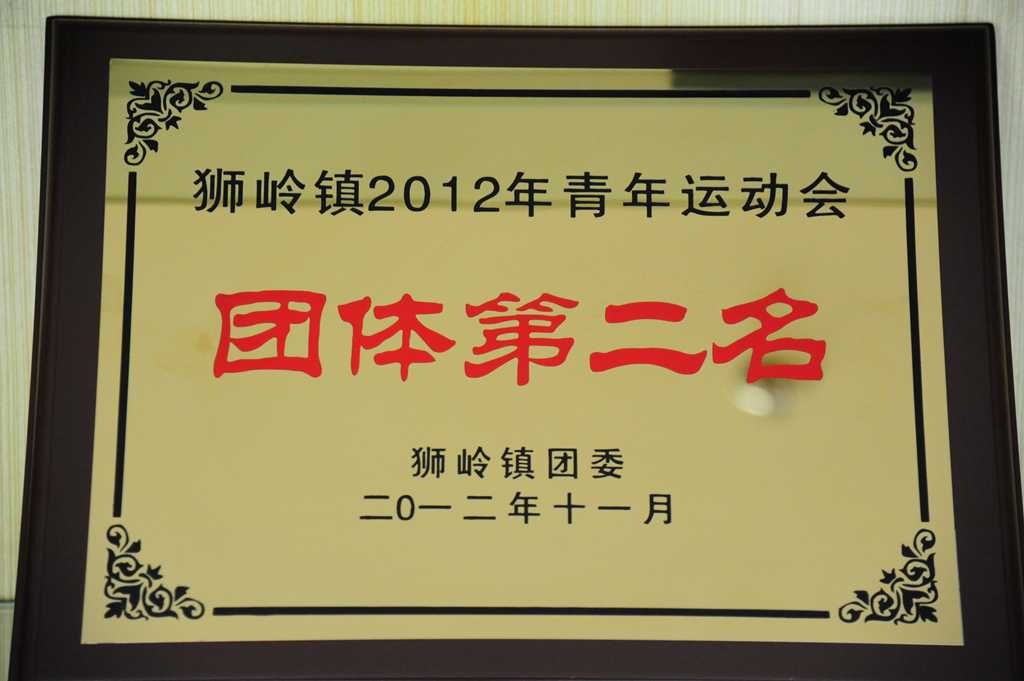 狮岭镇2012年青年运动会
团体第二名
狮岭镇团委
二0一二年十一月